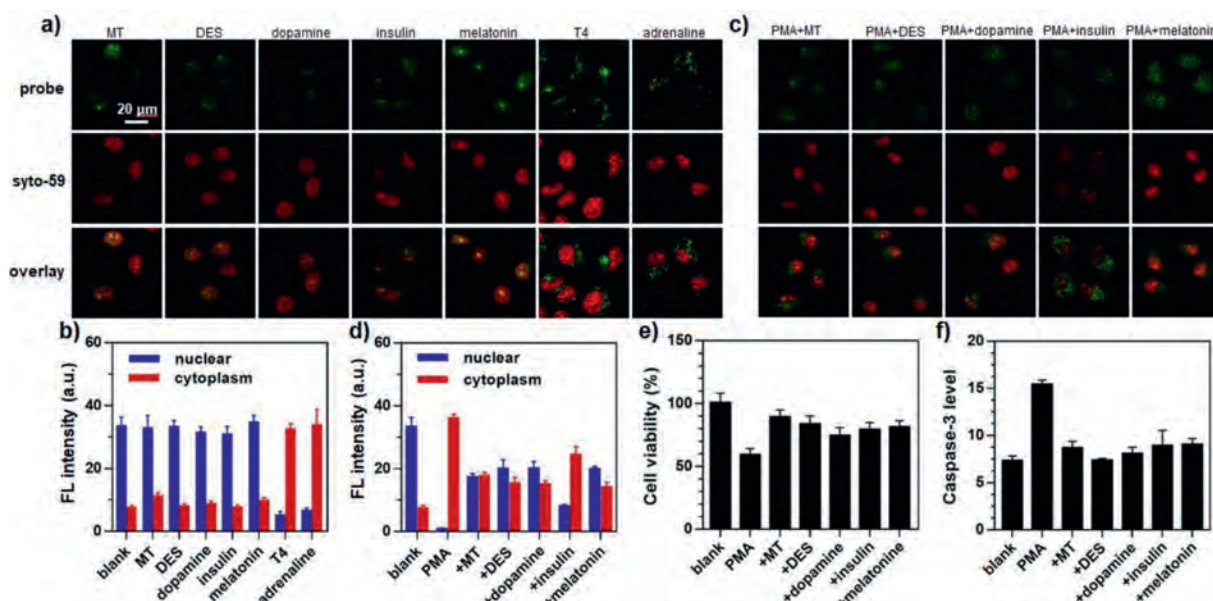 a)
MT DES dopamine insulin melatonin T4 adrenaline
probe
20 µm
syto-59
overlay
c)
PMA+MT PMA+DES PMA+dopamine PMA+insulin PMA+melatonin
b)
60
40
20
0
FL intensity (a.u.)
nuclear
cytoplasm
blank MT DES dopamine insulin melatonin T4 adrenaline
d)
60
40
20
0
FL intensity (a.u.)
nuclear
cytoplasm
blank PMA +MT +DES +dopamine +insulin +melatonin
e)
150
100
50
0
Cell viability (%)
blank PMA +MT +DES +dopamine +insulin +melatonin
f)
20
15
10
5
0
Caspase-3 level
blank PMA +MT +DES +dopamine +insulin +melatonin